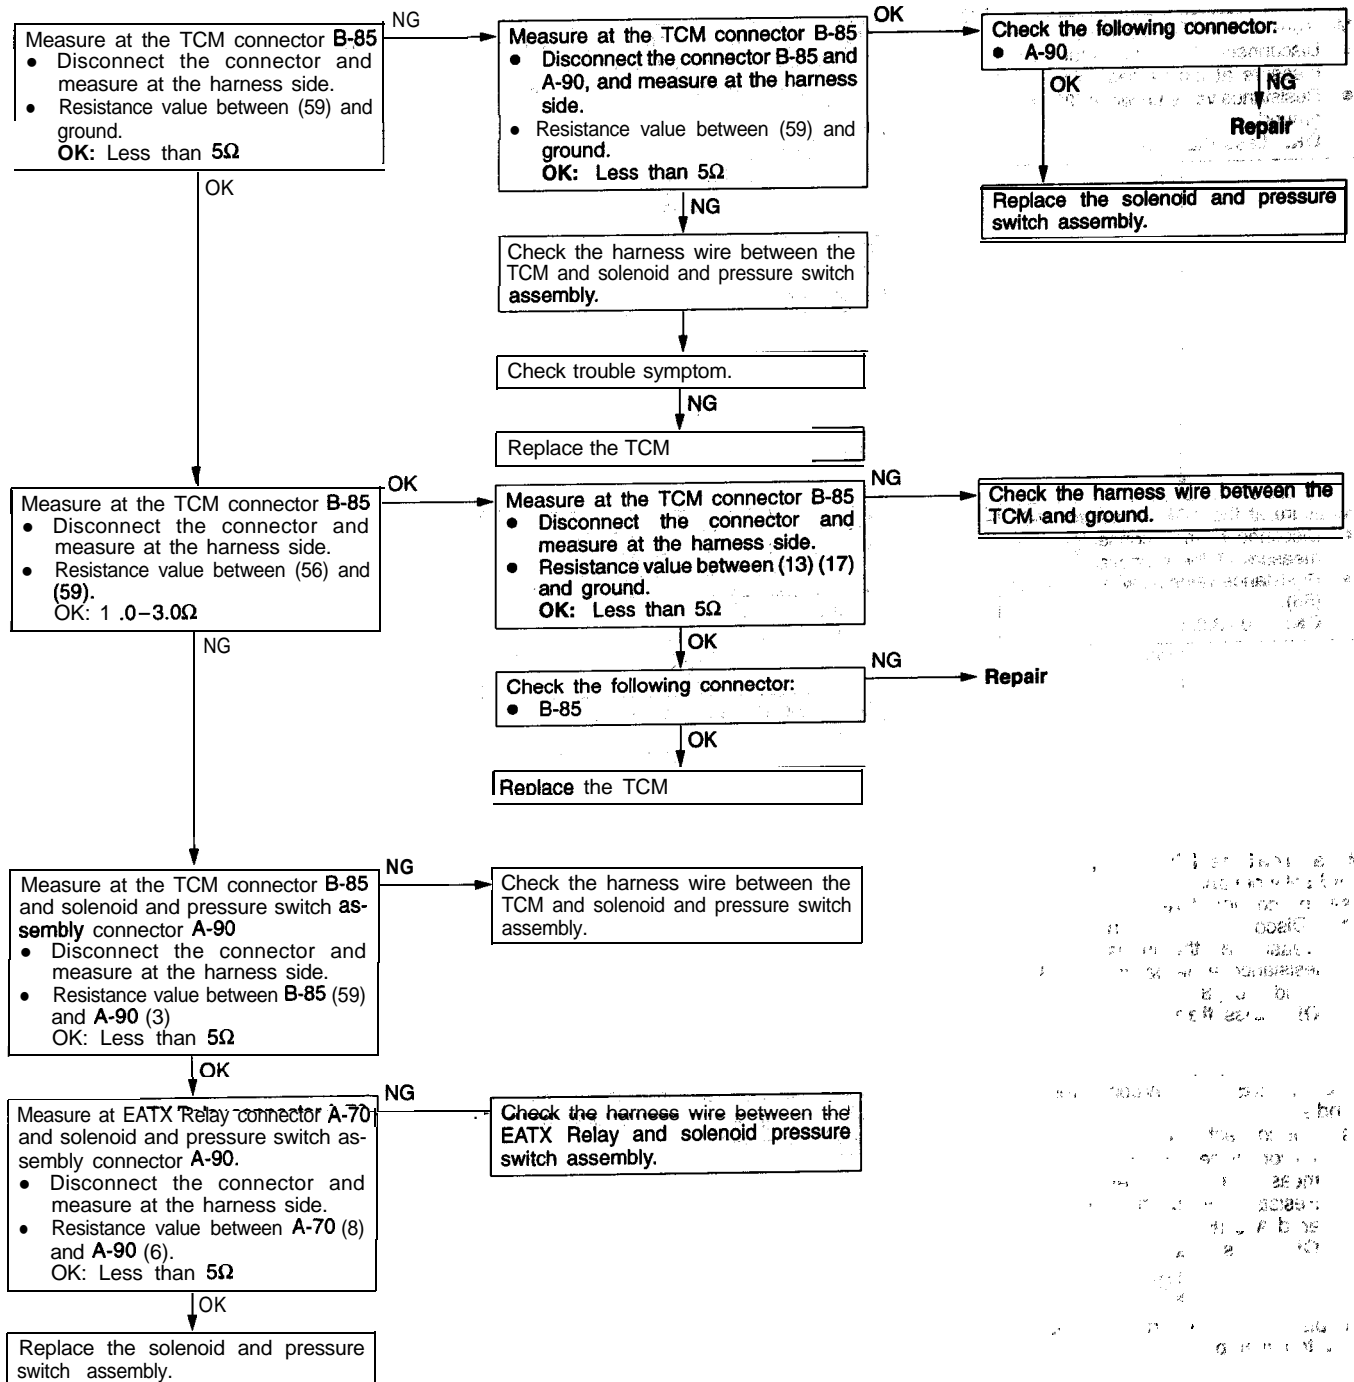 Measure at the TCM connector B-85
● Disconnect the connector and
measure at the harness side.
● Resistance value between (59) and
ground.
OK: Less than 5Ω
NG
Measure at the TCM connector B-85
● Disconnect the connector B-85 and
A-90, and measure at the harness
side.
● Resistance value between (59) and
ground.
OK: Less than 5Ω
OK
Check the following connector:
● A-90
OK
NG
Repair
Replace the solenoid and pressure
switch assembly.
OK
NG
Check the harness wire between the
TCM and solenoid and pressure switch
assembly.
Check trouble symptom.
NG
Replace the TCM
Measure at the TCM connector B-85
● Disconnect the connector and
measure at the harness side.
● Resistance value between (56) and
(59).
OK: 1 .0–3.0Ω
OK
Measure at the TCM connector B-85
● Disconnect the connector and
measure at the harness side.
● Resistance value between (13) (17)
and ground.
OK: Less than 5Ω
NG
Check the harness wire between the
TCM and ground.
NG
OK
Check the following connector:
● B-85
NG
Repair
OK
Replace the TCM
Measure at the TCM connector B-85
and solenoid and pressure switch as-
sembly connector A-90
● Disconnect the connector and
measure at the harness side.
● Resistance value between B-85 (59)
and A-90 (3)
OK: Less than 5Ω
NG
Check the harness wire between the
TCM and solenoid and pressure switch
assembly.
OK
Measure at EATX Relay connector A-70
and solenoid and pressure switch as-
sembly connector A-90.
● Disconnect the connector and
measure at the harness side.
● Resistance value between A-70 (8)
and A-90 (6).
OK: Less than 5Ω
NG
Check the harness wire between the
EATX Relay and solenoid pressure
switch assembly.
OK
Replace the solenoid and pressure
switch assembly.